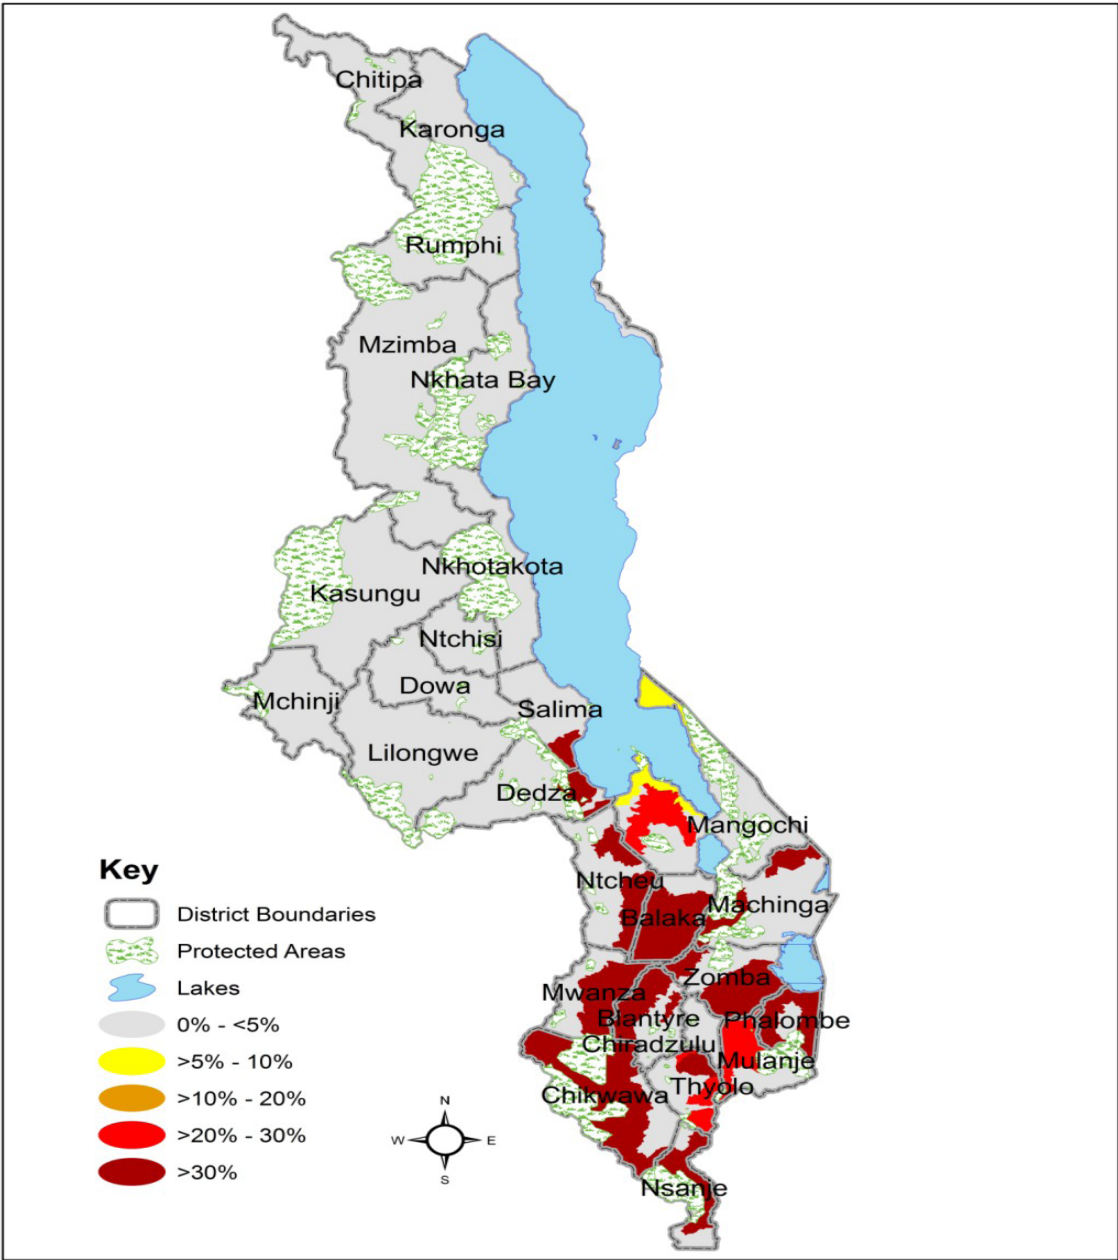 Chitipa
Karonga
Rumphi
Mzimba
Nkhata Bay
Nkhotakota
Kasungu
Ntchisi
Dowa
Mchinji
Salima
Lilongwe
Dedza
Mangochi
Ntcheu
Machinga
Balaka
Zomba
Mwanza
Blantyre
Phalombe
Chiradzulu
Mulanje
Thyolo
Chikwawa
Nsanje
Key
District Boundaries
Protected Areas
Lakes
0% - <5%
>5% - 10%
>10% - 20%
>20% - 30%
>30%
N
W E
S